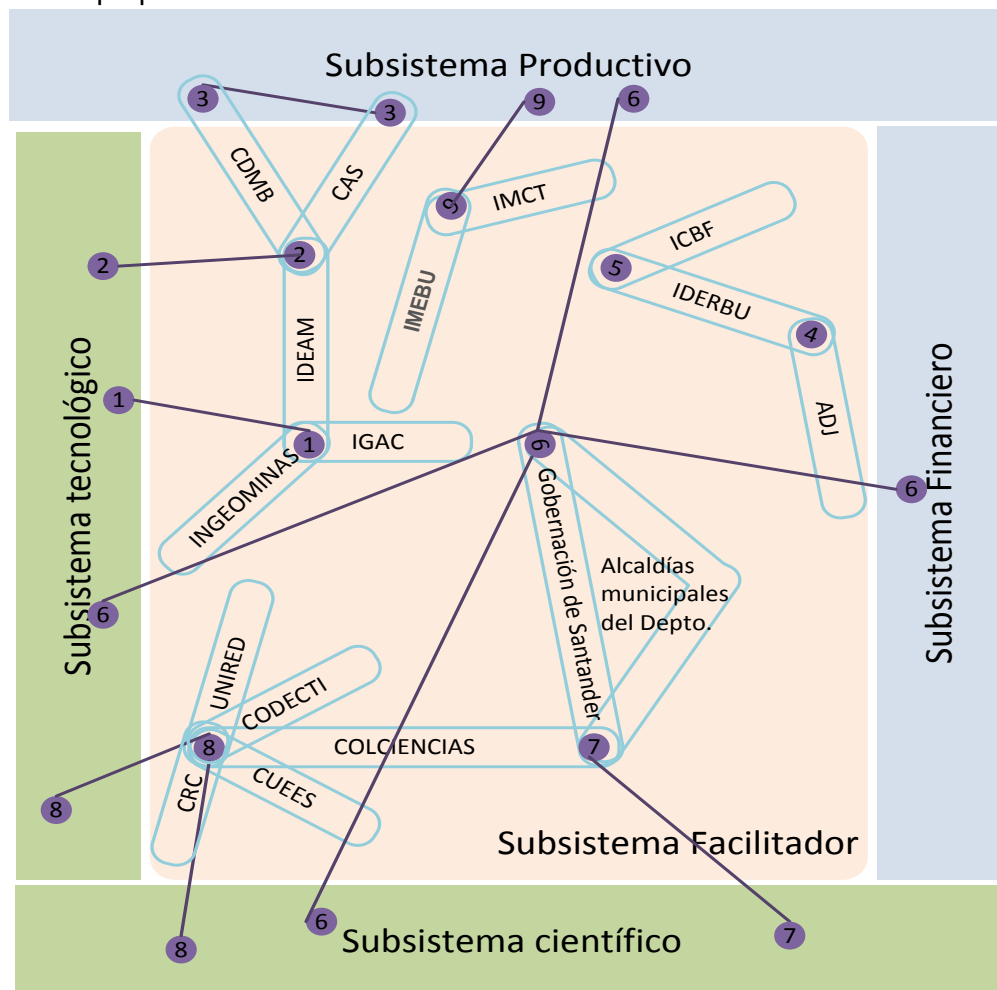 Subsistema Productivo
3
3
9
6
CDMB
CAS
IMCT
9
ICBF
2
2
5
IDERBU
IMEBU
4
IDEAM
Subsistema tecnológico
Subsistema Financiero
1
ADJ
1
IGAC
6
INGEOMINAS
6
Gobernación de Santander
Alcaldías
municipales
del Depto.
6
UNIRED
CODECTI
8
COLCIENCIAS
7
CRC
CUEES
8
Subsistema Facilitador
6
7
8
Subsistema científico